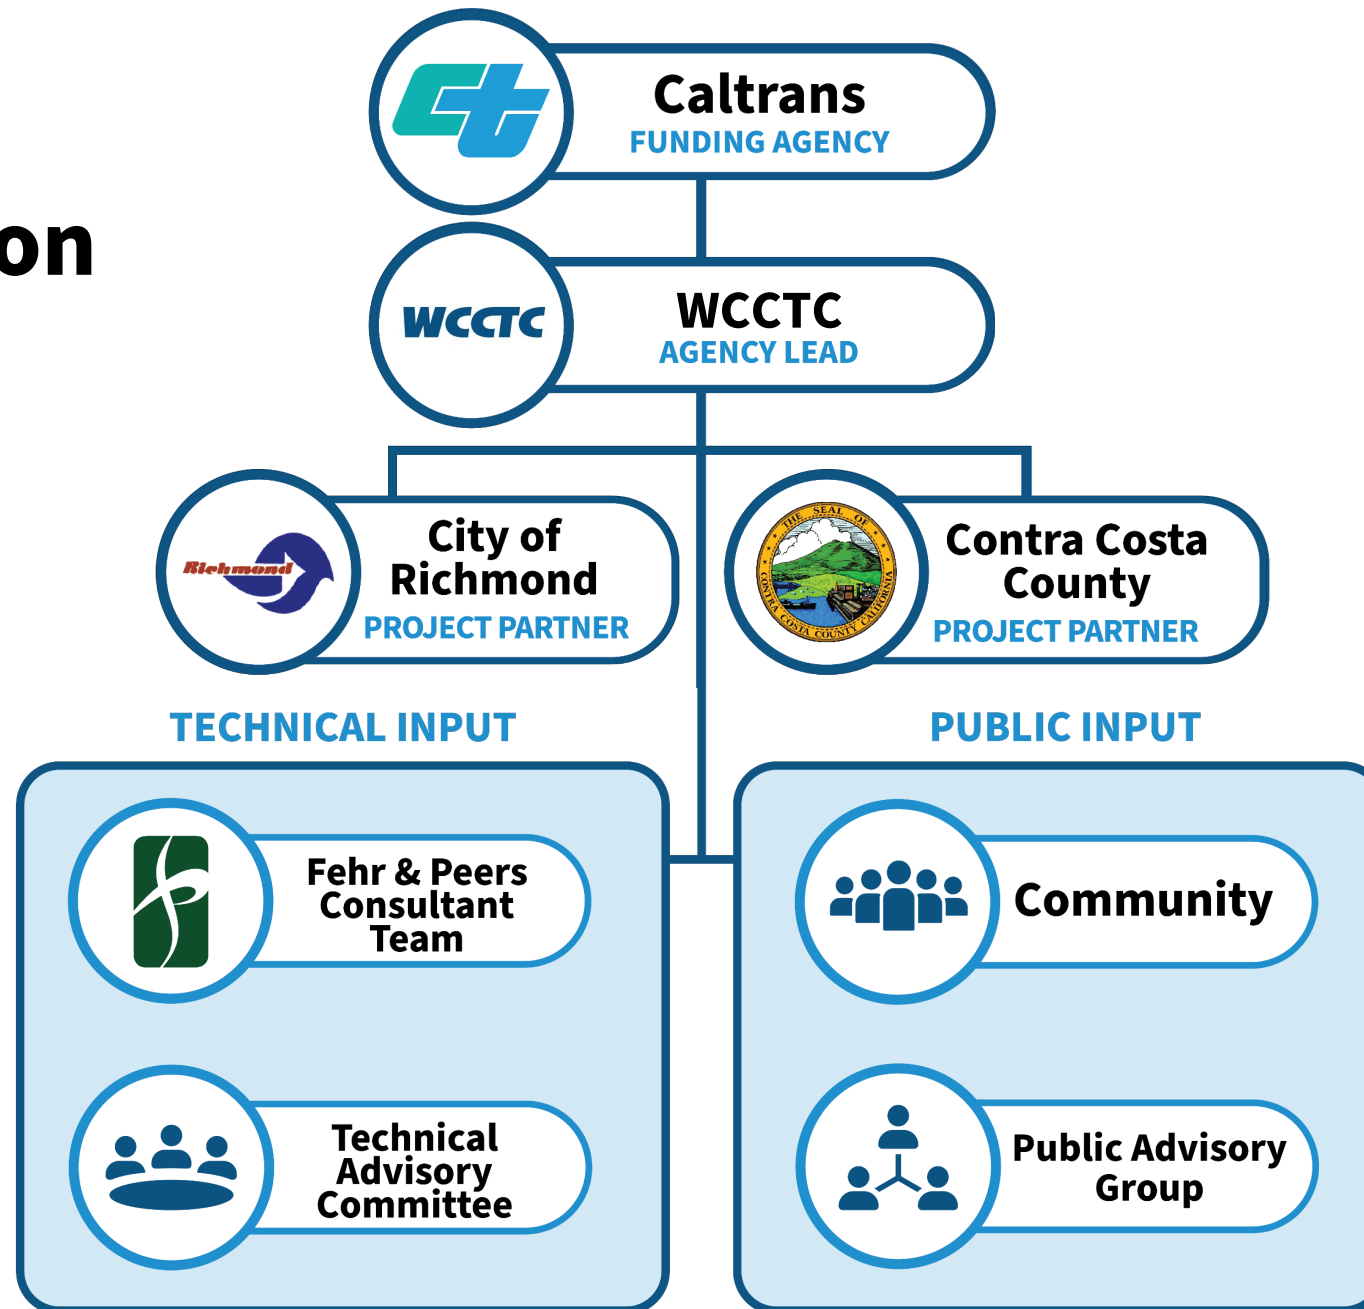 on
Caltrans
FUNDING AGENCY
WCCTC
WCCTC
AGENCY LEAD
Richmond
City of
Richmond
PROJECT PARTNER
THE SEAL OF
CONTRA COSTA COUNTY CALIFORNIA
Contra Costa
County
PROJECT PARTNER
TECHNICAL INPUT
Fehr & Peers
Consultant
Team
Technical
Advisory
Committee
PUBLIC INPUT
Community
Public Advisory
Group